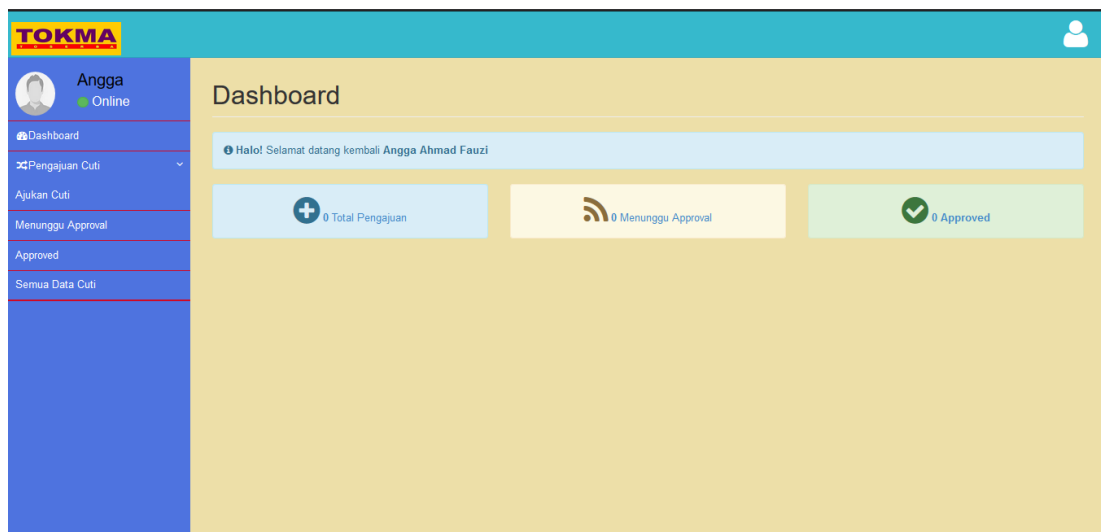 TOKMA
Angga
Online
Dashboard
Pengajuan Cuti
Ajukan Cuti
Menunggu Approval
Approved
Semua Data Cuti
Dashboard
Halo! Selamat datang kembali Angga Ahmad Fauzi
0 Total Pengajuan
0 Menunggu Approval
0 Approved